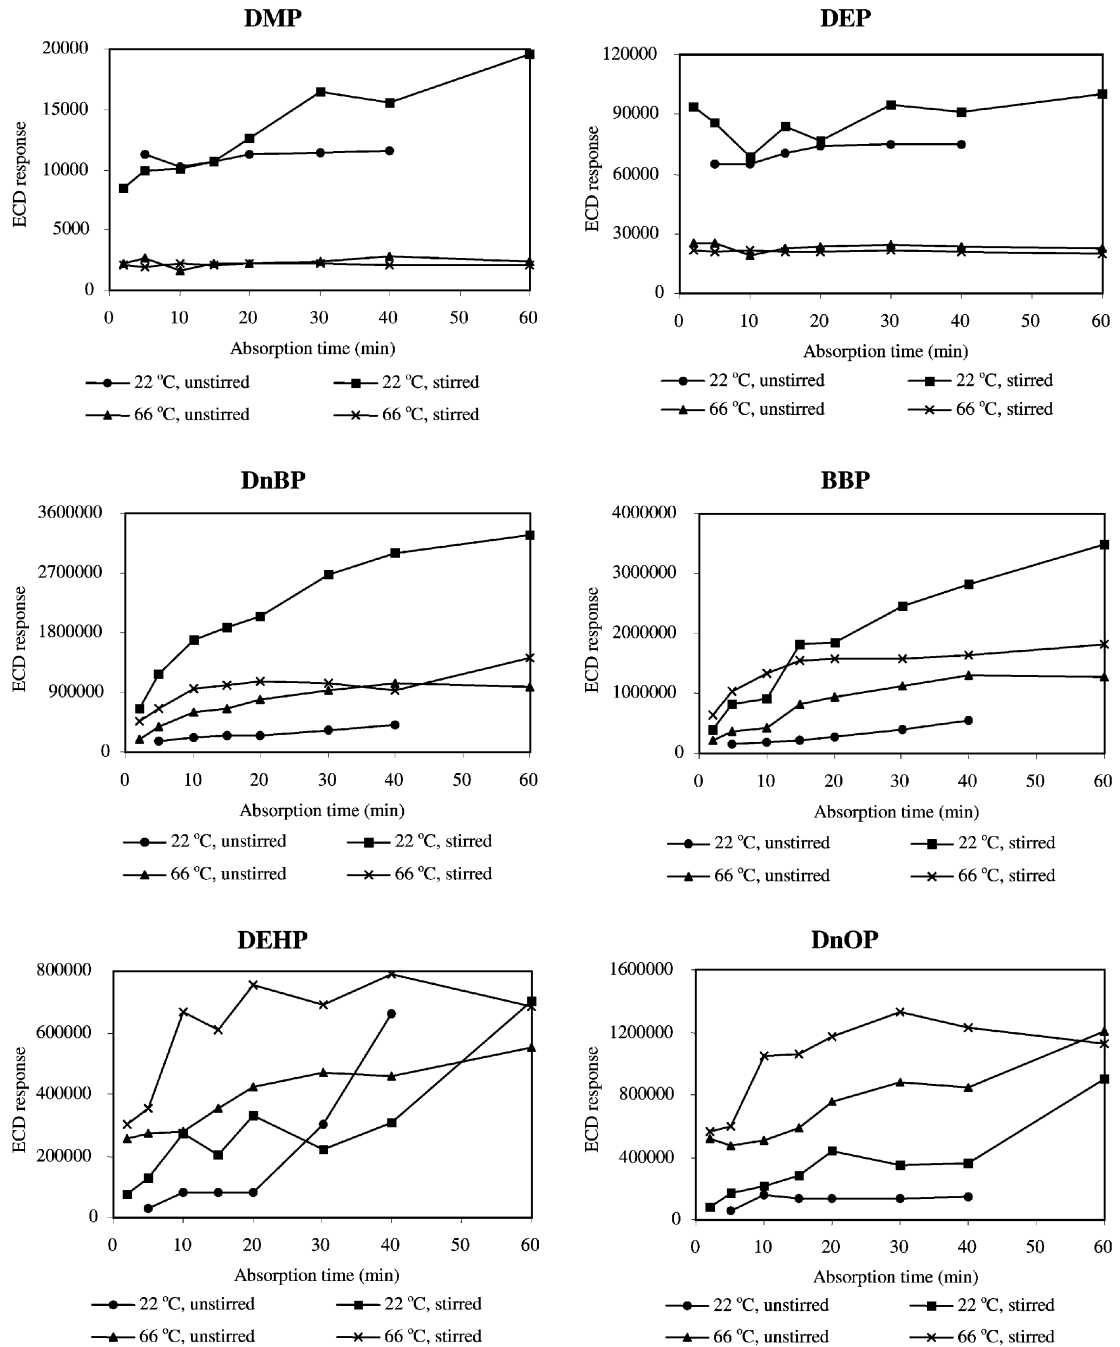 DMP
20000
15000
10000
5000
0
ECD response
0 10 20 30 40 50 60
Absorption time (min)
22 °C, unstirred 22 °C, stirred
66 °C, unstirred 66 °C, stirred
DEP
120000
90000
60000
30000
0
ECD response
0 10 20 30 40 50 60
Absorption time (min)
22 °C, unstirred 22 °C, stirred
66 °C, unstirred 66 °C, stirred
DnBP
3600000
2700000
1800000
900000
0
ECD response
0 10 20 30 40 50 60
Absorption time (min)
22 °C, unstirred 22 °C, stirred
66 °C, unstirred 66 °C, stirred
BBP
4000000
3000000
2000000
1000000
0
ECD response
0 10 20 30 40 50 60
Absorption time (min)
22 °C, unstirred 22 °C, stirred
66 °C, unstirred 66 °C, stirred
DEHP
800000
600000
400000
200000
0
ECD response
0 10 20 30 40 50 60
Absorption time (min)
22 °C, unstirred 22 °C, stirred
66 °C, unstirred 66 °C, stirred
DnOP
1600000
1200000
800000
400000
0
ECD response
0 10 20 30 40 50 60
Absorption time (min)
22 °C, unstirred 22 °C, stirred
66 °C, unstirred 66 °C, stirred